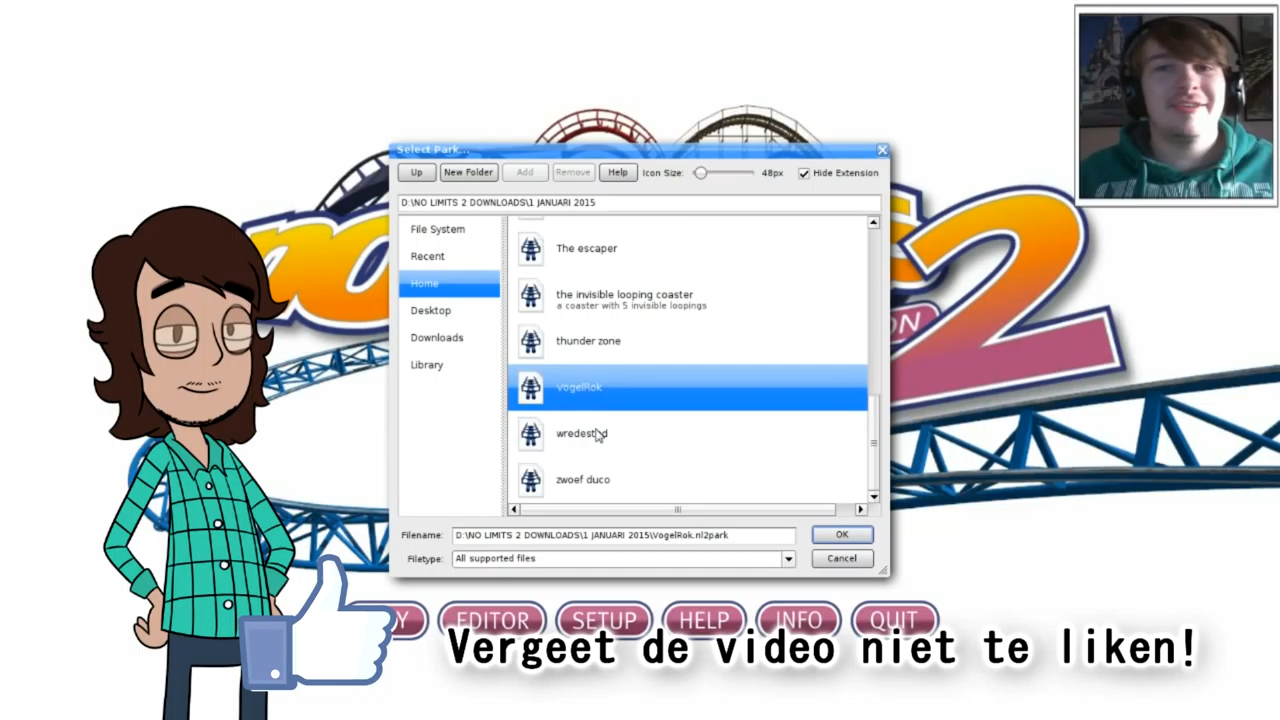 Select Park...
Up New Folder Add Remove Help Icon Size: 48px Hide Extension
D:\NO LIMITS 2 DOWNLOADS\1 JANUARI 2015
File System
Recent
Home
Desktop
Downloads
Library
The escaper
the invisible looping coaster
a coaster with 5 invisible loopings
thunder zone
VogelRok
zwoef duco
Filename: D:\NO LIMITS 2 DOWNLOADS\1 JANUARI 2015\VogelRok.nl2park OK
Filetype: All supported files Cancel
2
EDITOR SETUP HELP INFO QUIT
Vergeet de video niet te liken!